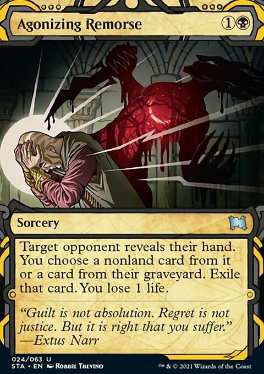 Agonizing Remorse 1
Sorcery
Target opponent reveals their hand.
You choose a nonland card from it
or a card from their graveyard. Exile
that card. You lose 1 life.
“Guilt is not absolution. Regret is not
justice. But it is right that you suffer.”
—Extus Narr
024/063 U
STA • EN Robbie Trevino
™ & © 2021 Wizards of the Coast